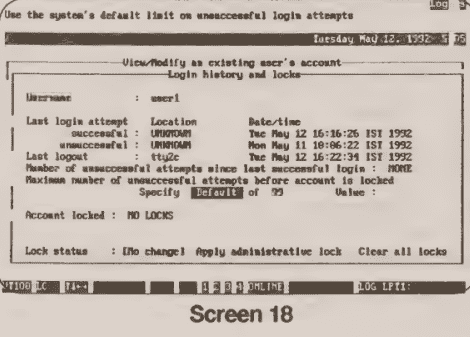 Log
Use the system's default limit on unsuccessful login attempts
Tuesday May 12, 1992
View/Modify an existing user's account
Login history and locks
Username : user1
Last login attempt Location Date/time
successful : UNKNOWN Tue May 12 16:16:26 IST 1992
unsuccessful : UNKNOWN Mon May 11 18:06:22 IST 1992
Last logout : tty2c Tue May 12 16:22:34 IST 1992
Number of unsuccessful attempts since last successful login : NONE
Maximum number of unsuccessful attempts before account is locked
Specify Default of 99 Value :
Account locked : NO LOCKS
Lock status : [No change] Apply administrative lock Clear all locks
1 2 3 4 ONLINE LOG LPT1:
Screen 18